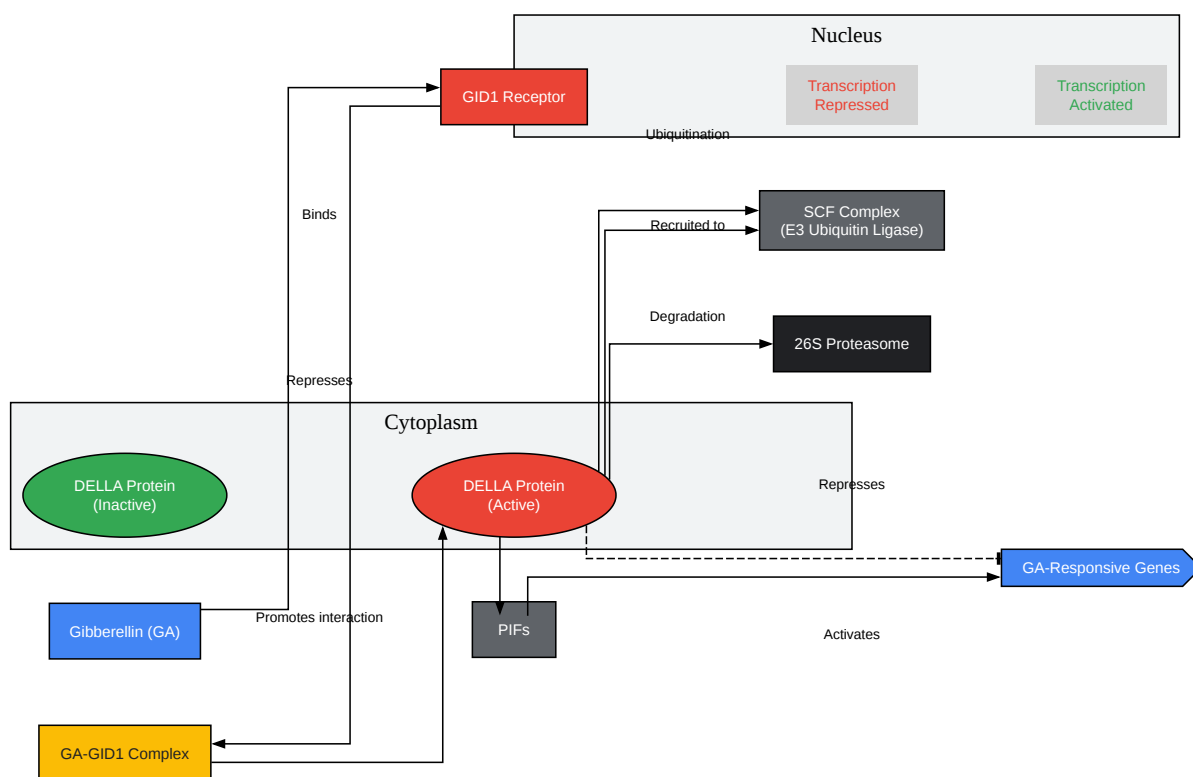 Nucleus
GID1 Receptor
Transcription
Repressed
Transcription
Activated
Ubiquitination
Binds
SCF Complex
(E3 Ubiquitin Ligase)
Recruited to
Degradation
26S Proteasome
Represses
Cytoplasm
DELLA Protein
(Inactive)
DELLA Protein
(Active)
Represses
GA-Responsive Genes
Gibberellin (GA)
Promotes interaction
PIFs
Activates
GA-GID1 Complex